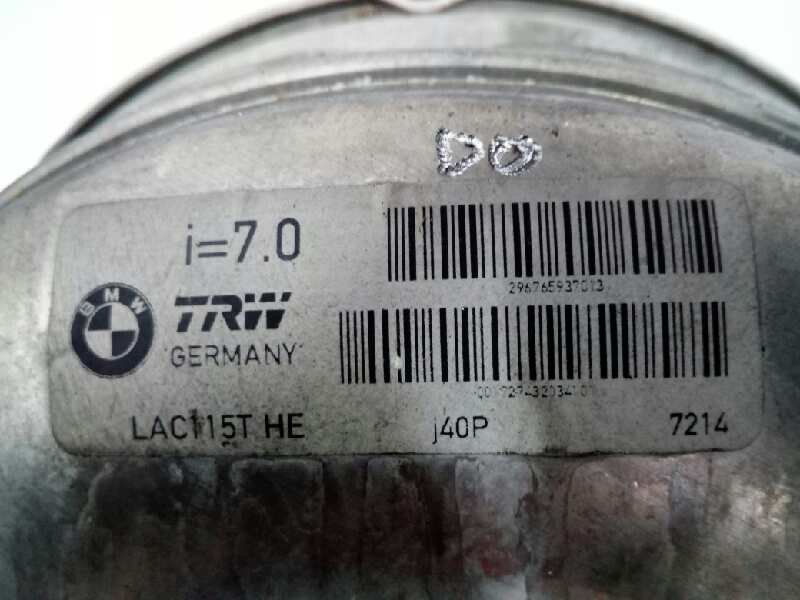 DO
i=7.0
296765937013
BMW
TRW
GERMANY
LAC115T HE
j40P
7214